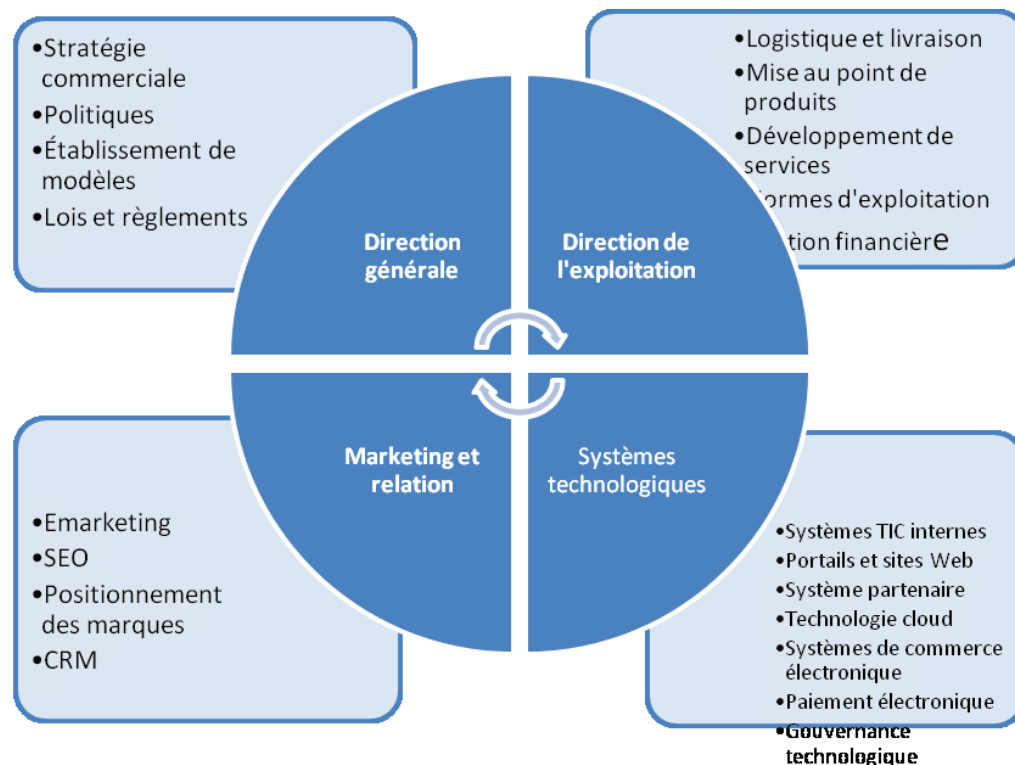 •Stratégie
commerciale
•Politiques
•Établissement de
modèles
•Lois et règlements
•Logistique et livraison
•Mise au point de
produits
•Développement de
services
d'exploitation
financière
Direction
générale
Direction de
l'exploitation
Marketing et
relation
Systèmes
technologiques
•Emarketing
•SEO
•Positionnement
des marques
•CRM
•Systèmes TIC internes
•Portails et sites Web
•Système partenaire
•Technologie cloud
•Systèmes de commerce
électronique
•Paiement électronique
•Gouvernance
technologique